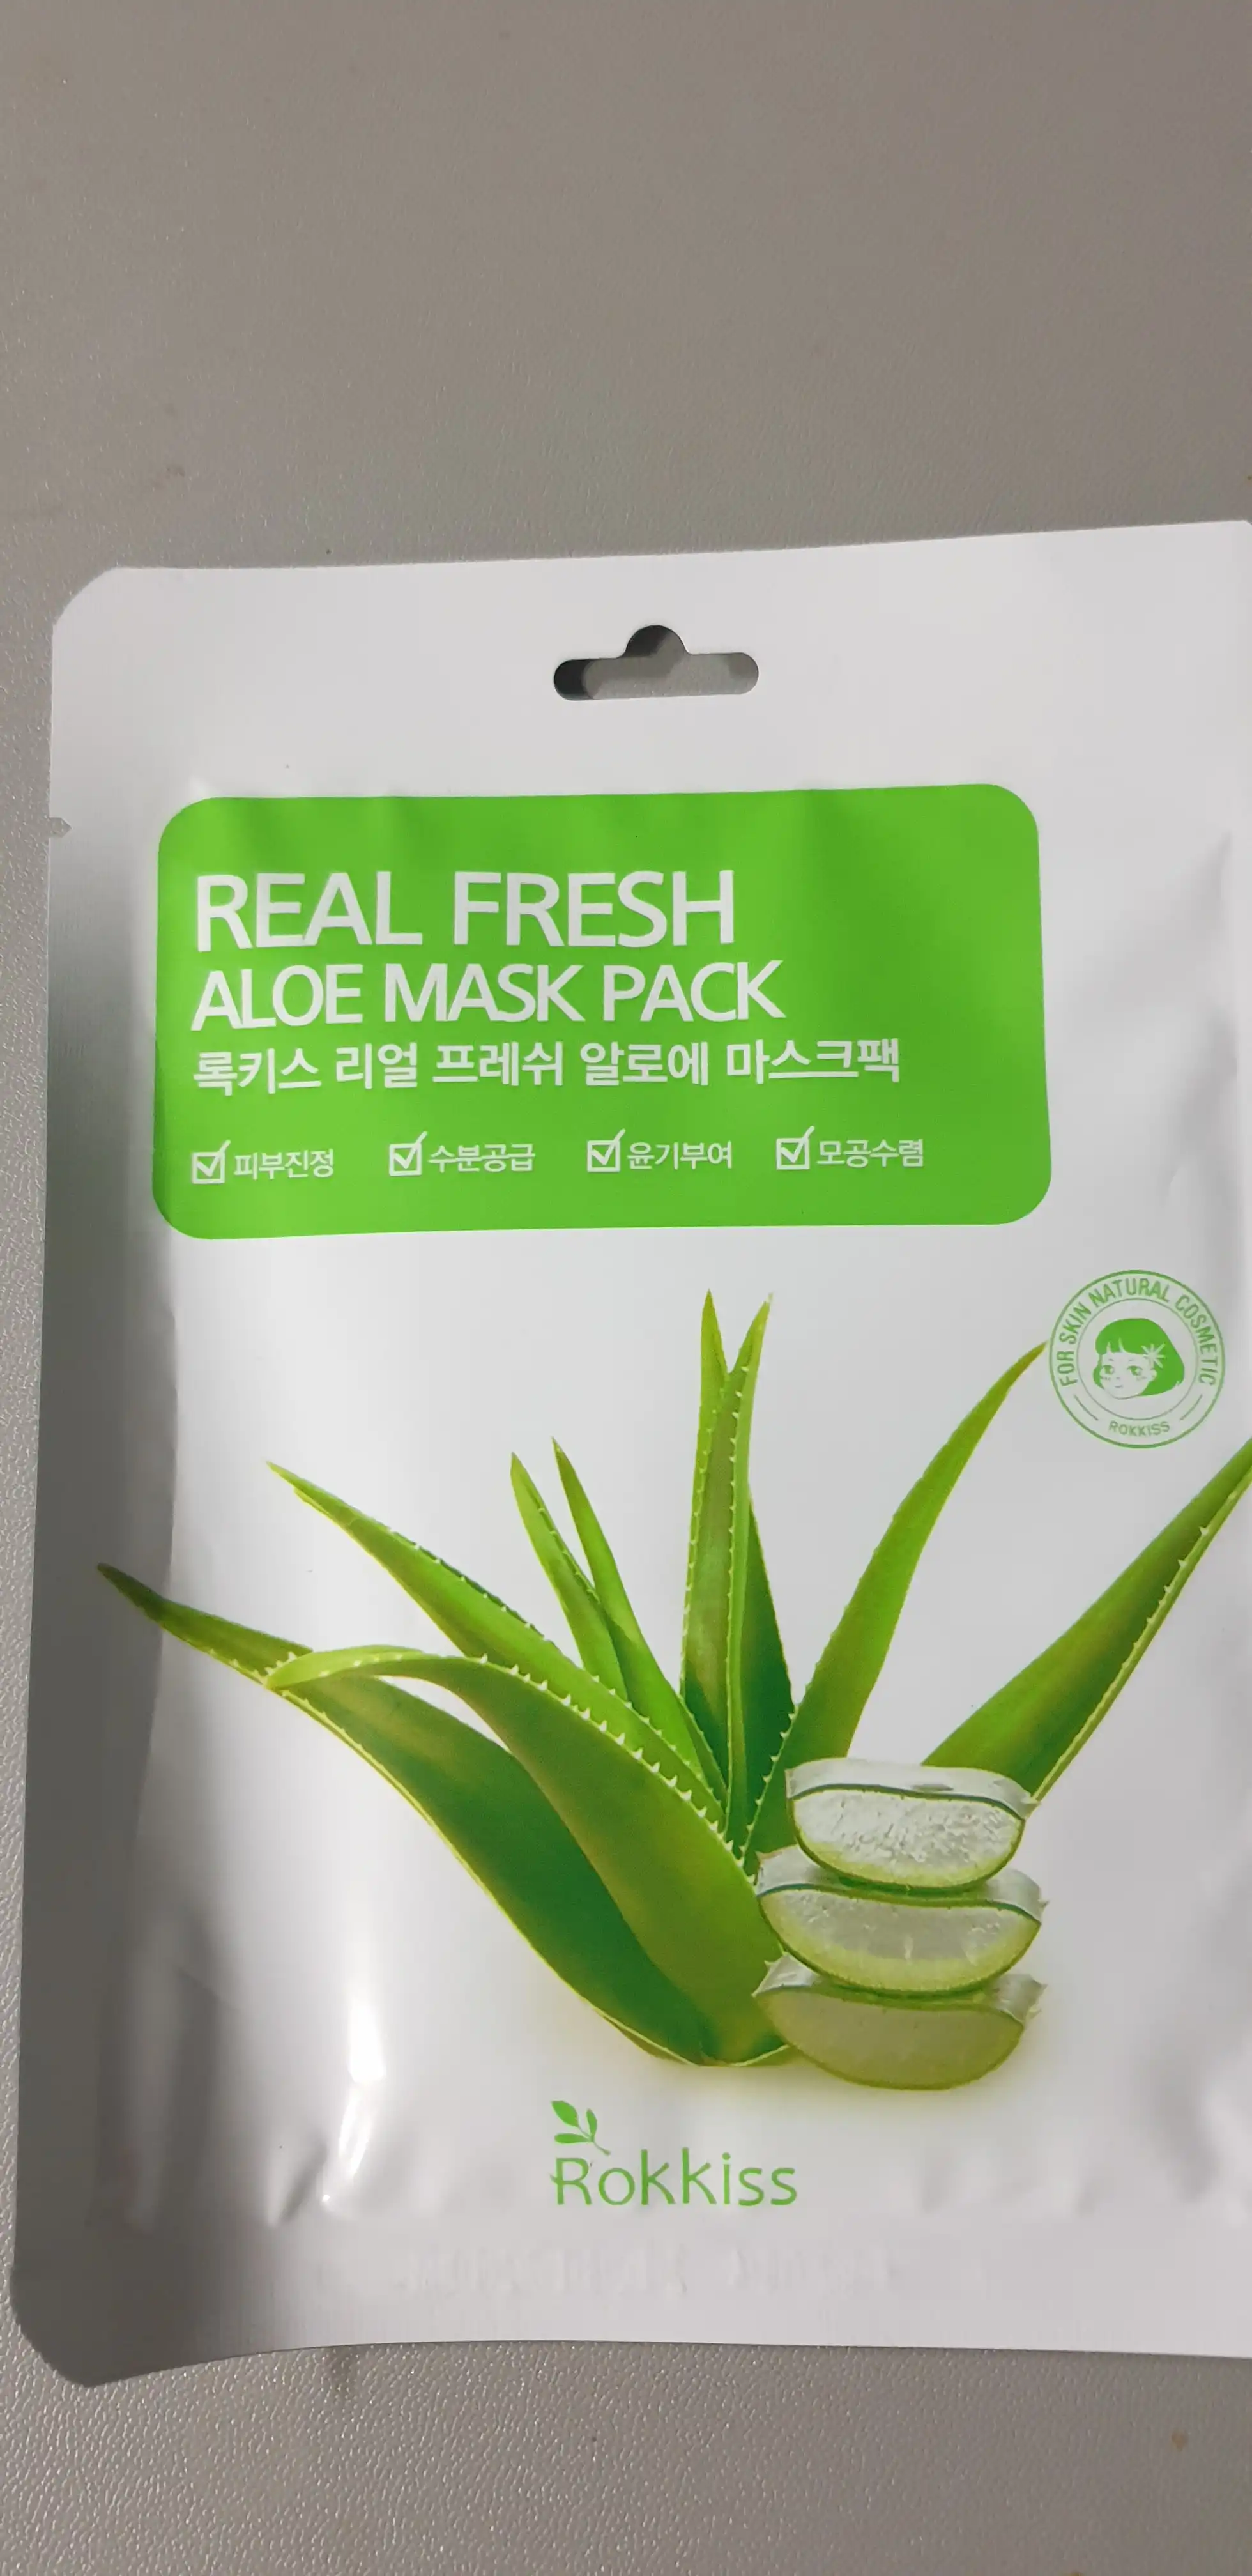 REAL FRESH
ALOE MASK PACK
록키스 리얼 프레쉬 알로에 마스크팩
피부진정 수분공급 윤기부여 모공수렴
FOR SKIN NATURAL COSMETIC
ROKKISS
Rokkiss